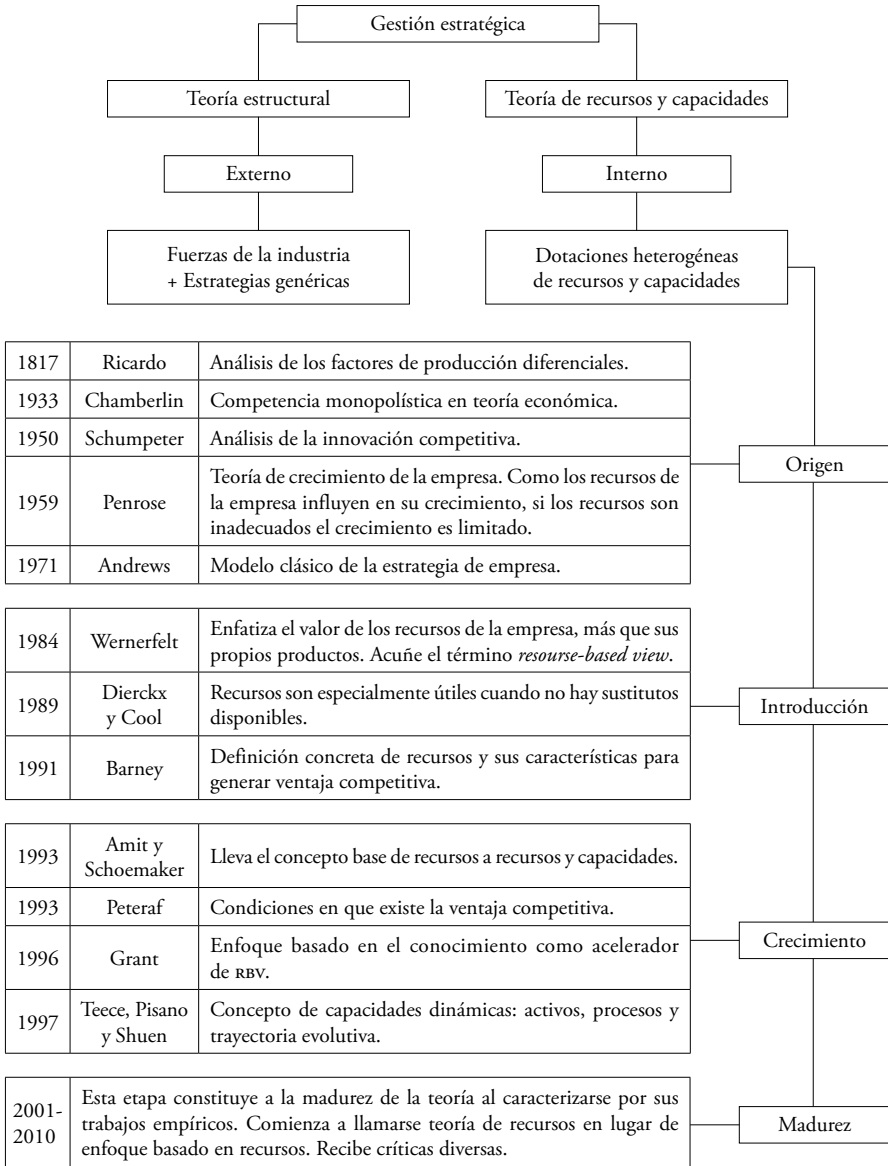 Gestión estratégica
Teoría estructural
Teoría de recursos y capacidades
Externo
Interno
Fuerzas de la industria
+ Estrategias genéricas
Dotaciones heterogéneas
de recursos y capacidades
1817 Ricardo Análisis de los factores de producción diferenciales.
1933 Chamberlin Competencia monopolística en teoría económica.
1950 Schumpeter Análisis de la innovación competitiva.
Origen
1959 Penrose Teoría de crecimiento de la empresa. Como los recursos de
la empresa influyen en su crecimiento, si los recursos son
inadecuados el crecimiento es limitado.
1971 Andrews Modelo clásico de la estrategia de empresa.
1984 Wernerfelt Enfatiza el valor de los recursos de la empresa, más que sus
propios productos. Acuñe el término resourse-based view.
1989 Dierckx
y Cool
Recursos son especialmente útiles cuando no hay sustitutos
disponibles.
Introducción
1991 Barney Definición concreta de recursos y sus características para
generar ventaja competitiva.
1993 Amit y
Schoemaker
Lleva el concepto base de recursos a recursos y capacidades.
1993 Peteraf Condiciones en que existe la ventaja competitiva.
1996 Grant Enfoque basado en el conocimiento como acelerador
de RBV.
Crecimiento
1997 Teece, Pisano
y Shuen
Concepto de capacidades dinámicas: activos, procesos y
trayectoria evolutiva.
2001-
2010
Esta etapa constituye a la madurez de la teoría al caracterizarse por sus
trabajos empíricos. Comienza a llamarse teoría de recursos en lugar de
enfoque basado en recursos. Recibe críticas diversas.
Madurez